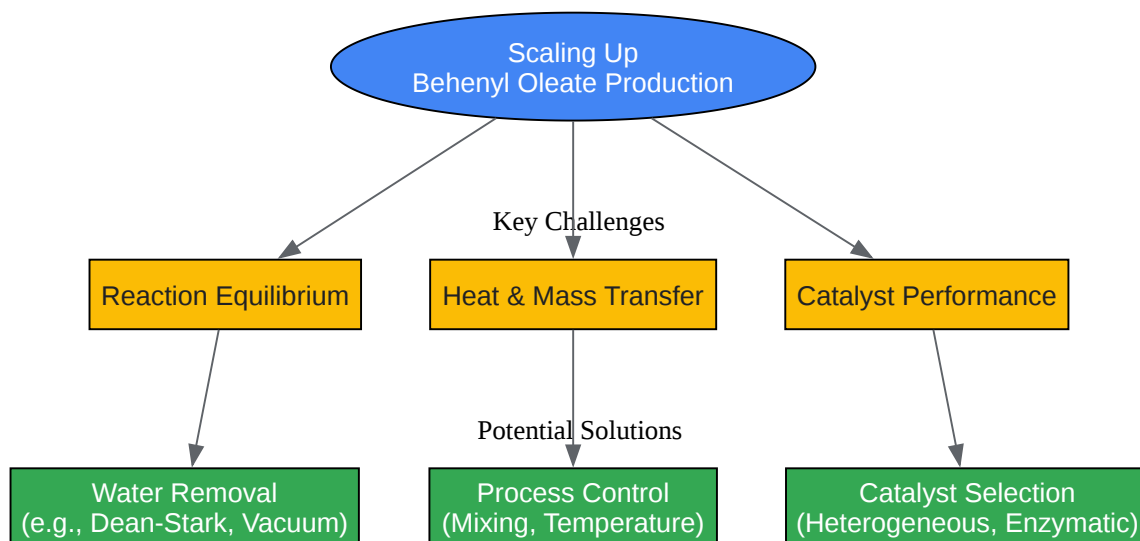 Scaling Up
Behenyl Oleate Production
Key Challenges
Reaction Equilibrium
Heat & Mass Transfer
Catalyst Performance
Potential Solutions
Water Removal
(e.g., Dean-Stark, Vacuum)
Process Control
(Mixing, Temperature)
Catalyst Selection
(Heterogeneous, Enzymatic)